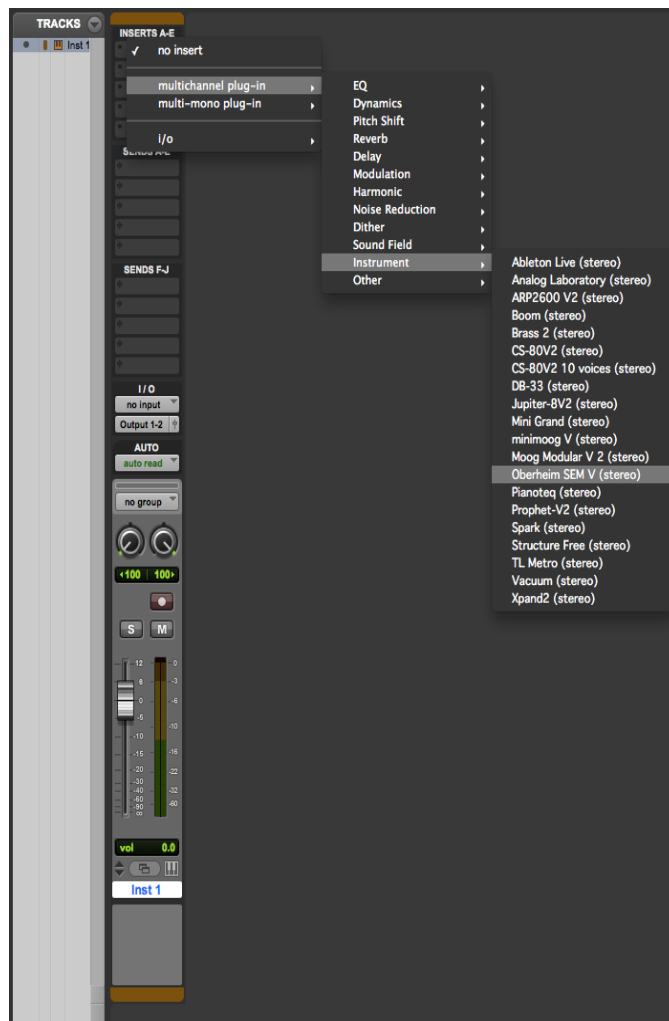 TRACKS
Inst 1
INSERTS A-E
✓ no insert
multichannel plug-in
multi-mono plug-in
i/o
EQ
Dynamics
Pitch Shift
Reverb
Delay
Modulation
Harmonic
Noise Reduction
Dither
Sound Field
Instrument
Other
Ableton Live (stereo)
Analog Laboratory (stereo)
ARP2600 V2 (stereo)
Boom (stereo)
Brass 2 (stereo)
CS-80V2 (stereo)
CS-80V2 10 voices (stereo)
DB-33 (stereo)
Jupiter-8V2 (stereo)
Mini Grand (stereo)
minimoog V (stereo)
Moog Modular V 2 (stereo)
Oberheim SEM V (stereo)
Pianoteq (stereo)
Prophet-V2 (stereo)
Spark (stereo)
Structure Free (stereo)
TL Metro (stereo)
Vacuum (stereo)
Xpand2 (stereo)
SENDS A-E
SENDS F-J
I / O
no input
Output 1-2
AUTO
auto read
no group
100 100
S M
12 0
6 -3
0 -6
-5
-10
-10
-15 -16
-20 -22
-30
-40 -32
-60 -60
-90
∞
vol 0.0
Inst 1